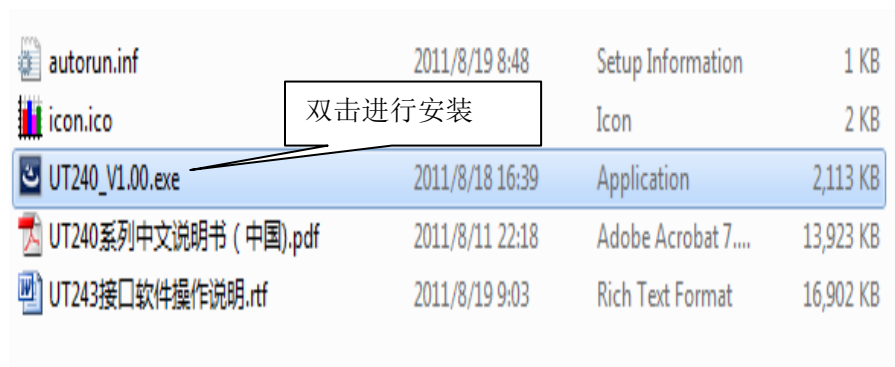 autorun.inf 2011/8/19 8:48 Setup Information 1 KB
双击进行安装
icon.ico Icon 2 KB
UT240_V1.00.exe 2011/8/18 16:39 Application 2,113 KB
UT240系列中文说明书（中国).pdf 2011/8/11 22:18 Adobe Acrobat 7.... 13,923 KB
UT243接口软件操作说明.rtf 2011/8/19 9:03 Rich Text Format 16,902 KB